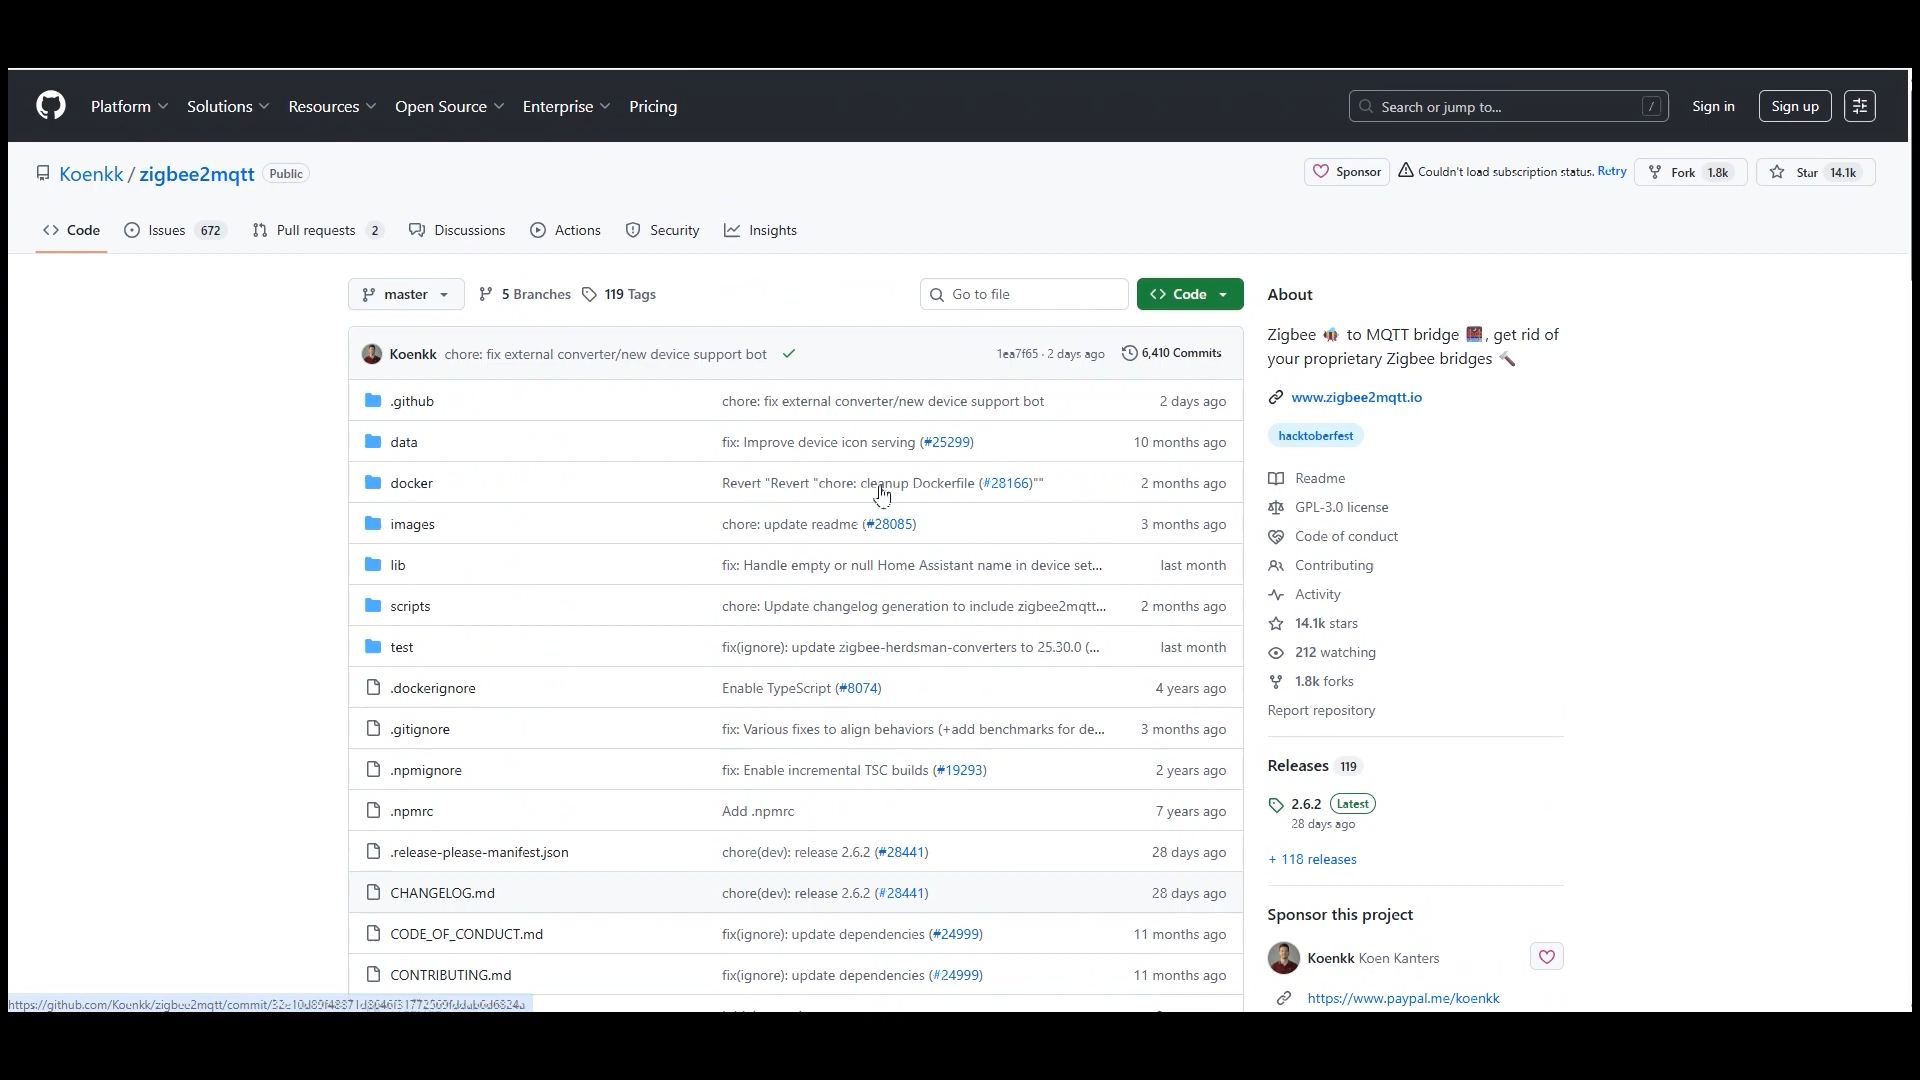 Platform Solutions Resources Open Source Enterprise Pricing Search or jump to... / Sign in Sign up
Koenkk / zigbee2mqtt Public Sponsor Couldn't load subscription status. Retry Fork 1.8k Star 14.1k
Code Issues 672 Pull requests 2 Discussions Actions Security Insights
master 5 Branches 119 Tags Go to file Code
Koenkk chore: fix external converter/new device support bot 1ea7f65 · 2 days ago 6,410 Commits
.github chore: fix external converter/new device support bot 2 days ago
data fix: Improve device icon serving (#25299) 10 months ago
docker Revert "Revert "chore: cleanup Dockerfile (#28166)"" 2 months ago
images chore: update readme (#28085) 3 months ago
lib fix: Handle empty or null Home Assistant name in device set... last month
scripts chore: Update changelog generation to include zigbee2mqtt... 2 months ago
test fix(ignore): update zigbee-herdsman-converters to 25.30.0 (... last month
.dockerignore Enable TypeScript (#8074) 4 years ago
.gitignore fix: Various fixes to align behaviors (+add benchmarks for de... 3 months ago
.npmignore fix: Enable incremental TSC builds (#19293) 2 years ago
.npmrc Add .npmrc 7 years ago
.release-please-manifest.json chore(dev): release 2.6.2 (#28441) 28 days ago
CHANGELOG.md chore(dev): release 2.6.2 (#28441) 28 days ago
CODE_OF_CONDUCT.md fix(ignore): update dependencies (#24999) 11 months ago
CONTRIBUTING.md fix(ignore): update dependencies (#24999) 11 months ago
About
Zigbee 🐝 to MQTT bridge 🌉, get rid of
your proprietary Zigbee bridges 🔨
www.zigbee2mqtt.io
hacktoberfest
Readme
GPL-3.0 license
Code of conduct
Contributing
Activity
14.1k stars
212 watching
1.8k forks
Report repository
Releases 119
2.6.2 Latest
28 days ago
+ 118 releases
Sponsor this project
Koenkk Koen Kanters
https://www.paypal.me/koenkk